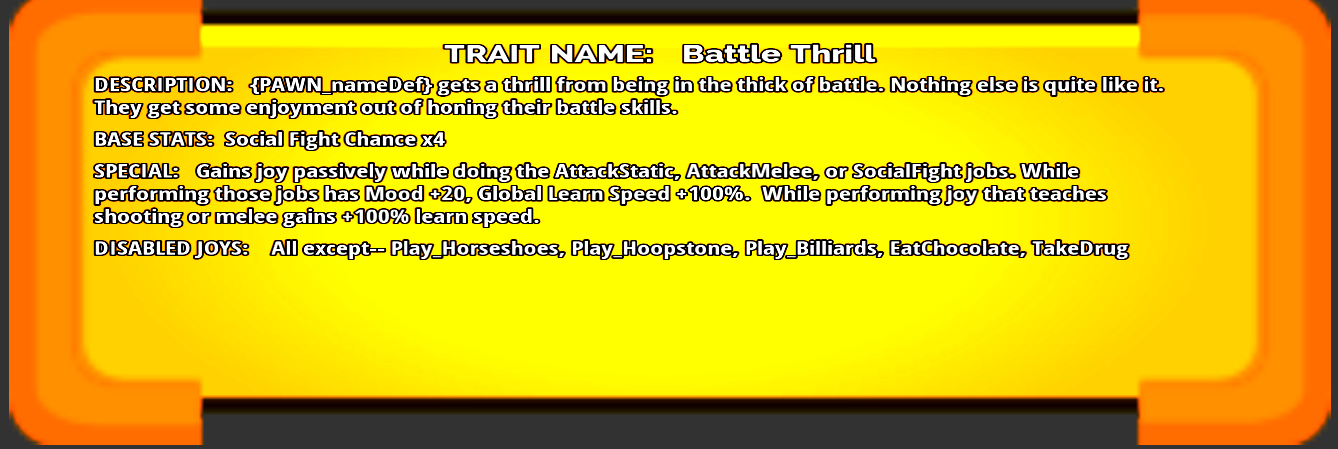 TRAIT NAME: Battle Thrill
DESCRIPTION: {PAWN_nameDef} gets a thrill from being in the thick of battle. Nothing else is quite like it.
They get some enjoyment out of honing their battle skills.
BASE STATS: Social Fight Chance x4
SPECIAL: Gains joy passively while doing the AttackStatic, AttackMelee, or SocialFight jobs. While
performing those jobs has Mood +20, Global Learn Speed +100%. While performing joy that teaches
shooting or melee gains +100% learn speed.
DISABLED JOYS: All except-- Play_Horseshoes, Play_Hoopstone, Play_Billiards, EatChocolate, TakeDrug